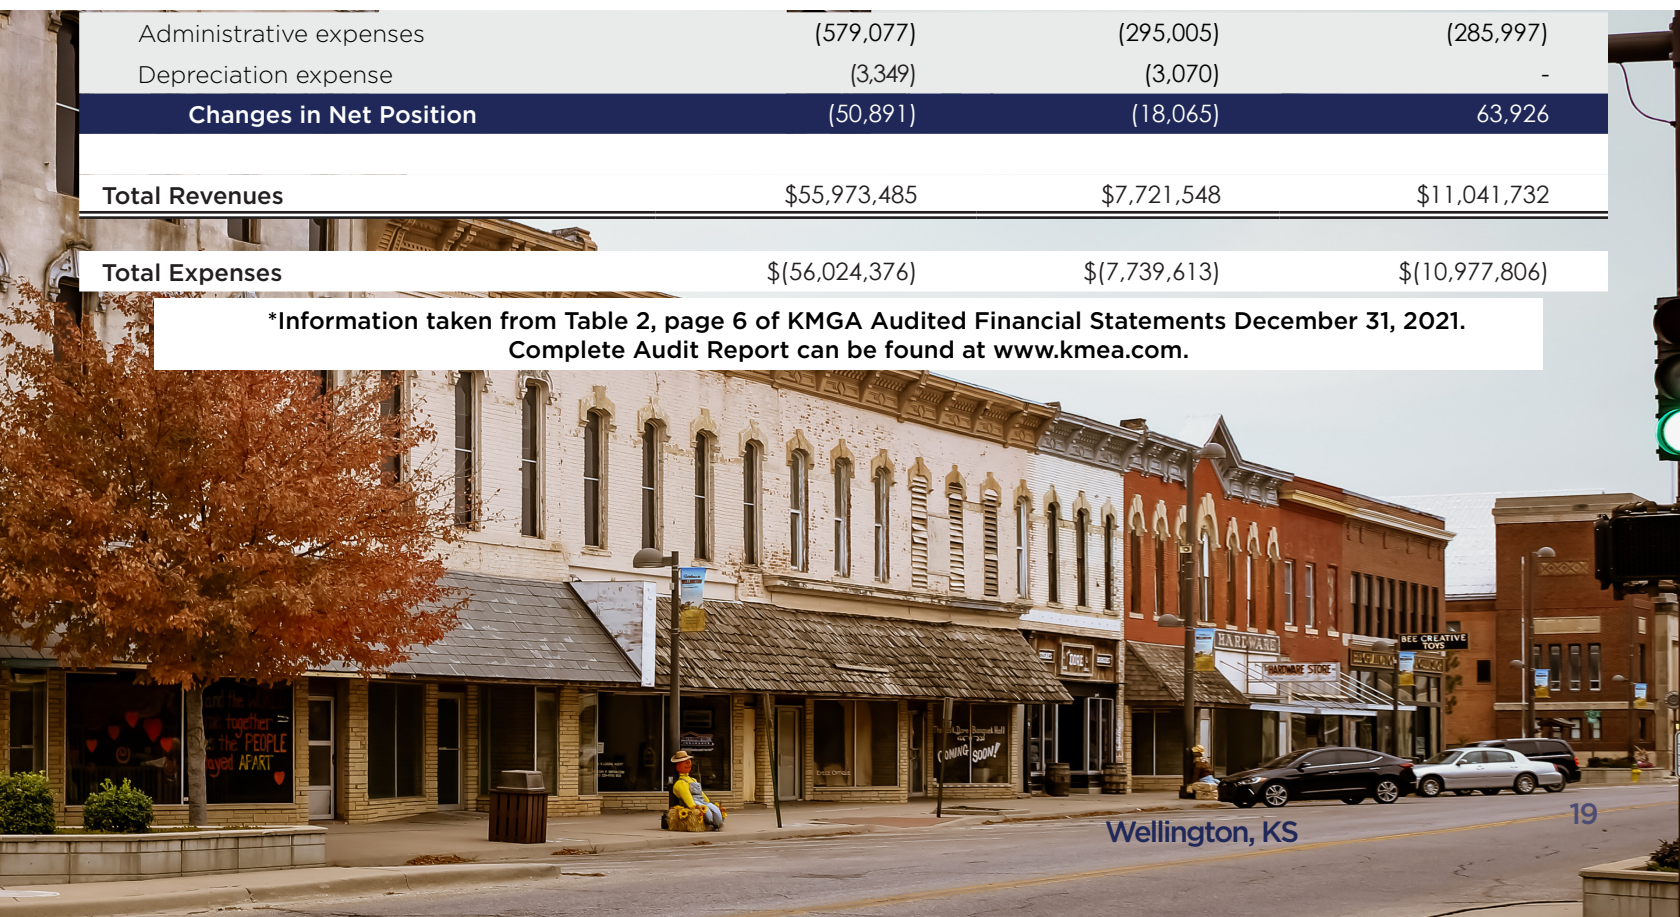 Administrative expenses (579,077) (295,005) (285,997)
Depreciation expense (3,349) (3,070) -
Changes in Net Position (50,891) (18,065) 63,926
Total Revenues $55,973,485 $7,721,548 $11,041,732
Total Expenses $(56,024,376) $(7,739,613) $(10,977,806)
*Information taken from Table 2, page 6 of KMGA Audited Financial Statements December 31, 2021.
Complete Audit Report can be found at www.kmea.com.
HARDWARE
HARDWARE STORE
BEE CREATIVE
TOYS
together
the PEOPLE
APART
Banquet Hall
COMING SOON!
19
Wellington, KS